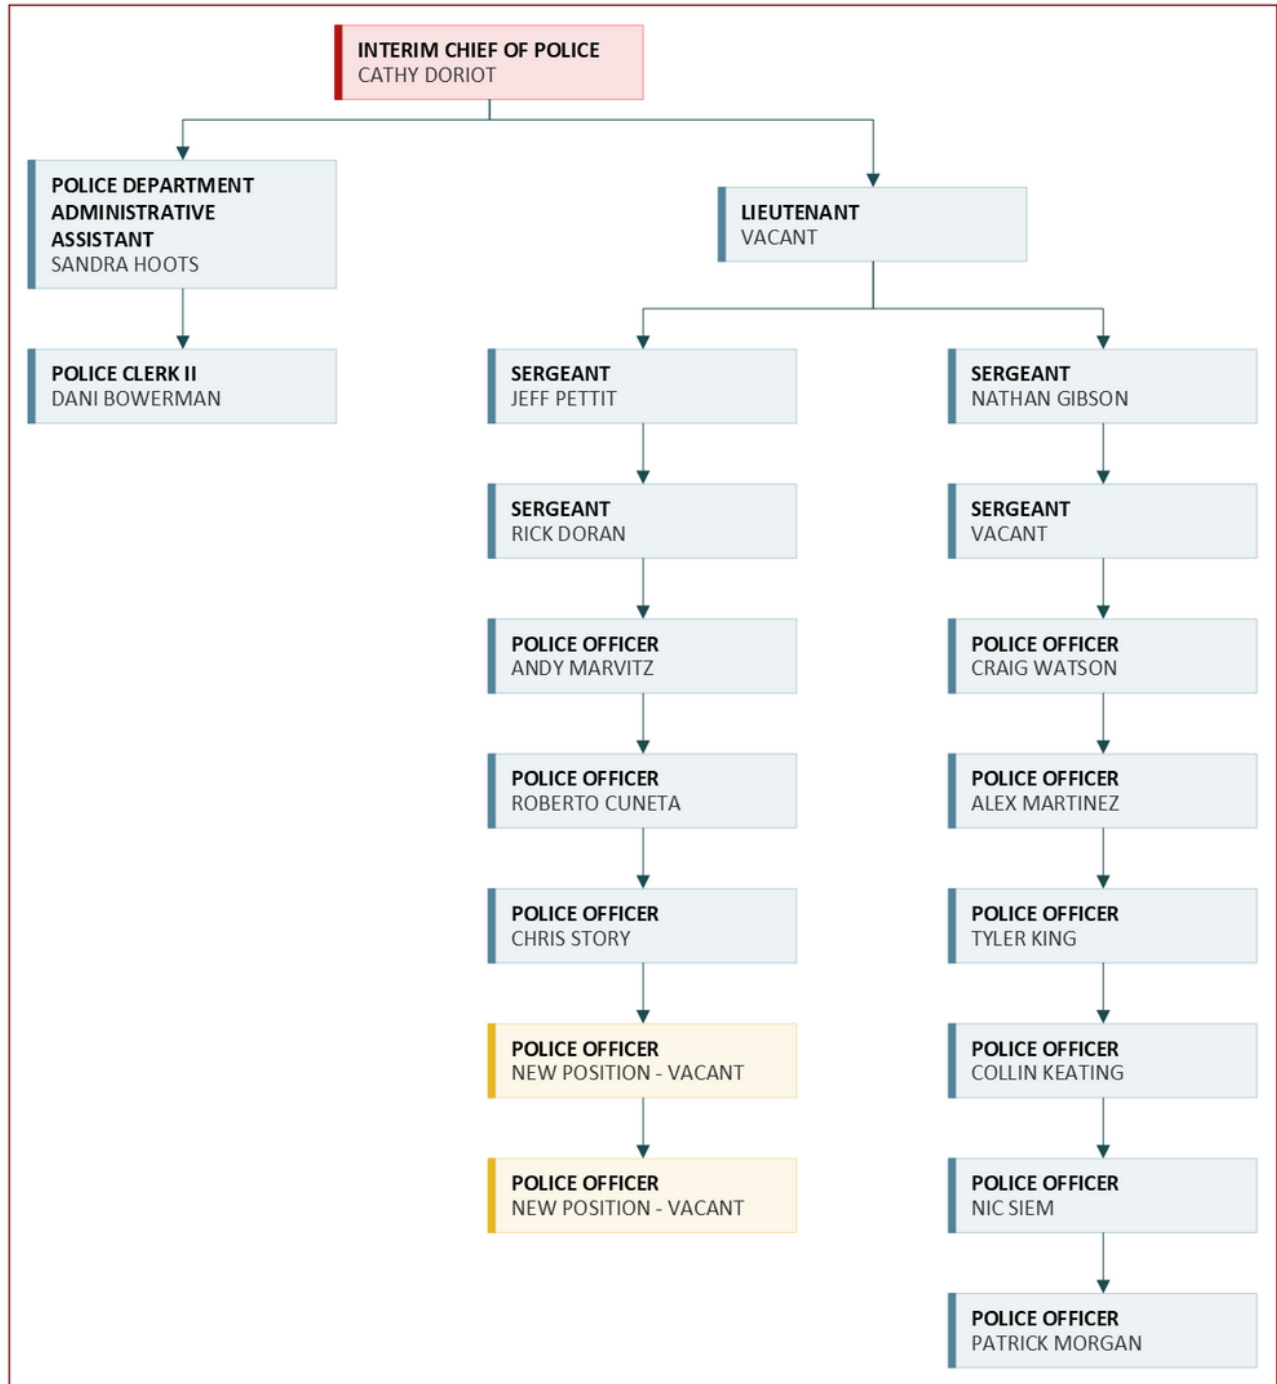 INTERIM CHIEF OF POLICE
CATHY DORIOT
POLICE DEPARTMENT
ADMINISTRATIVE
ASSISTANT
SANDRA HOOTS
LIEUTENANT
VACANT
POLICE CLERK II
DANI BOWERMAN
SERGEANT
JEFF PETTIT
SERGEANT
NATHAN GIBSON
SERGEANT
RICK DORAN
SERGEANT
VACANT
POLICE OFFICER
ANDY MARVITZ
POLICE OFFICER
CRAIG WATSON
POLICE OFFICER
ROBERTO CUNETA
POLICE OFFICER
ALEX MARTINEZ
POLICE OFFICER
CHRIS STORY
POLICE OFFICER
TYLER KING
POLICE OFFICER
NEW POSITION - VACANT
POLICE OFFICER
COLLIN KEATING
POLICE OFFICER
NEW POSITION - VACANT
POLICE OFFICER
NIC SIEM
POLICE OFFICER
PATRICK MORGAN